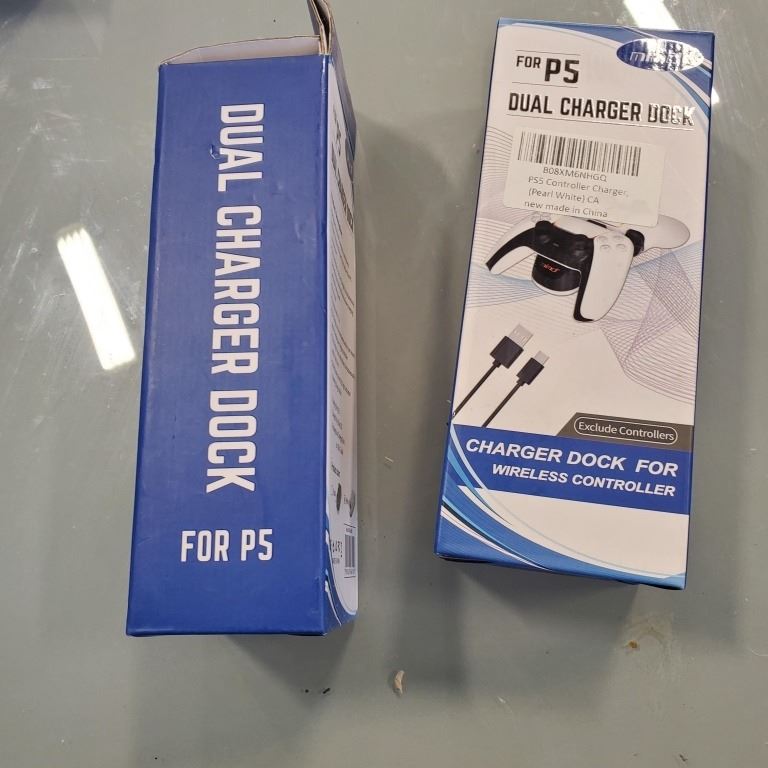 DUAL CHARGER DOCK
FOR P5
FOR P5
DUAL CHARGER DOCK
B08XM6NHGQ
PS5 Controller Charger,
(Pearl White) CA
new made in China
Exclude Controllers
CHARGER DOCK FOR
WIRELESS CONTROLLER